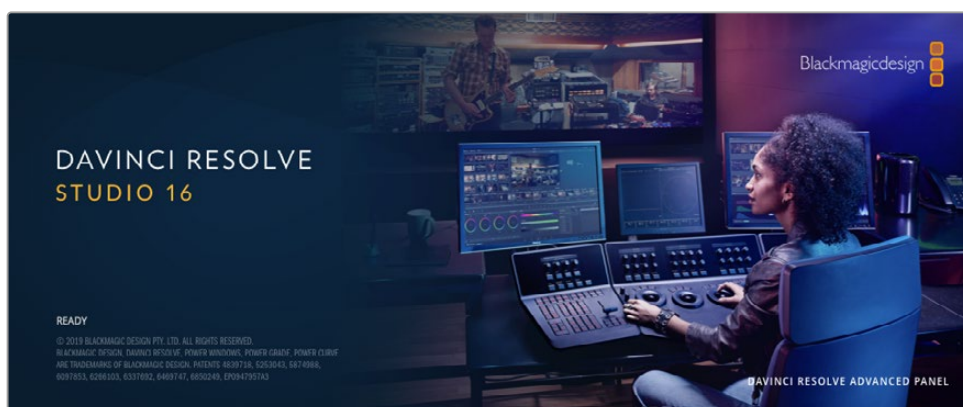 Blackmagicdesign
DAVINCI RESOLVE
STUDIO 16
READY
© 2019 BLACKMAGIC DESIGN PTY. LTD. ALL RIGHTS RESERVED.
BLACKMAGIC DESIGN, DAVINCI RESOLVE, POWER WINDOWS, POWER GRADE, POWER CURVE
ARE TRADEMARKS OF BLACKMAGIC DESIGN. PATENTS 4839718, 5253043, 5874988,
6097853, 6266103, 6337692, 6469747, 6850249, EP0947957A3
DAVINCI RESOLVE ADVANCED PANEL